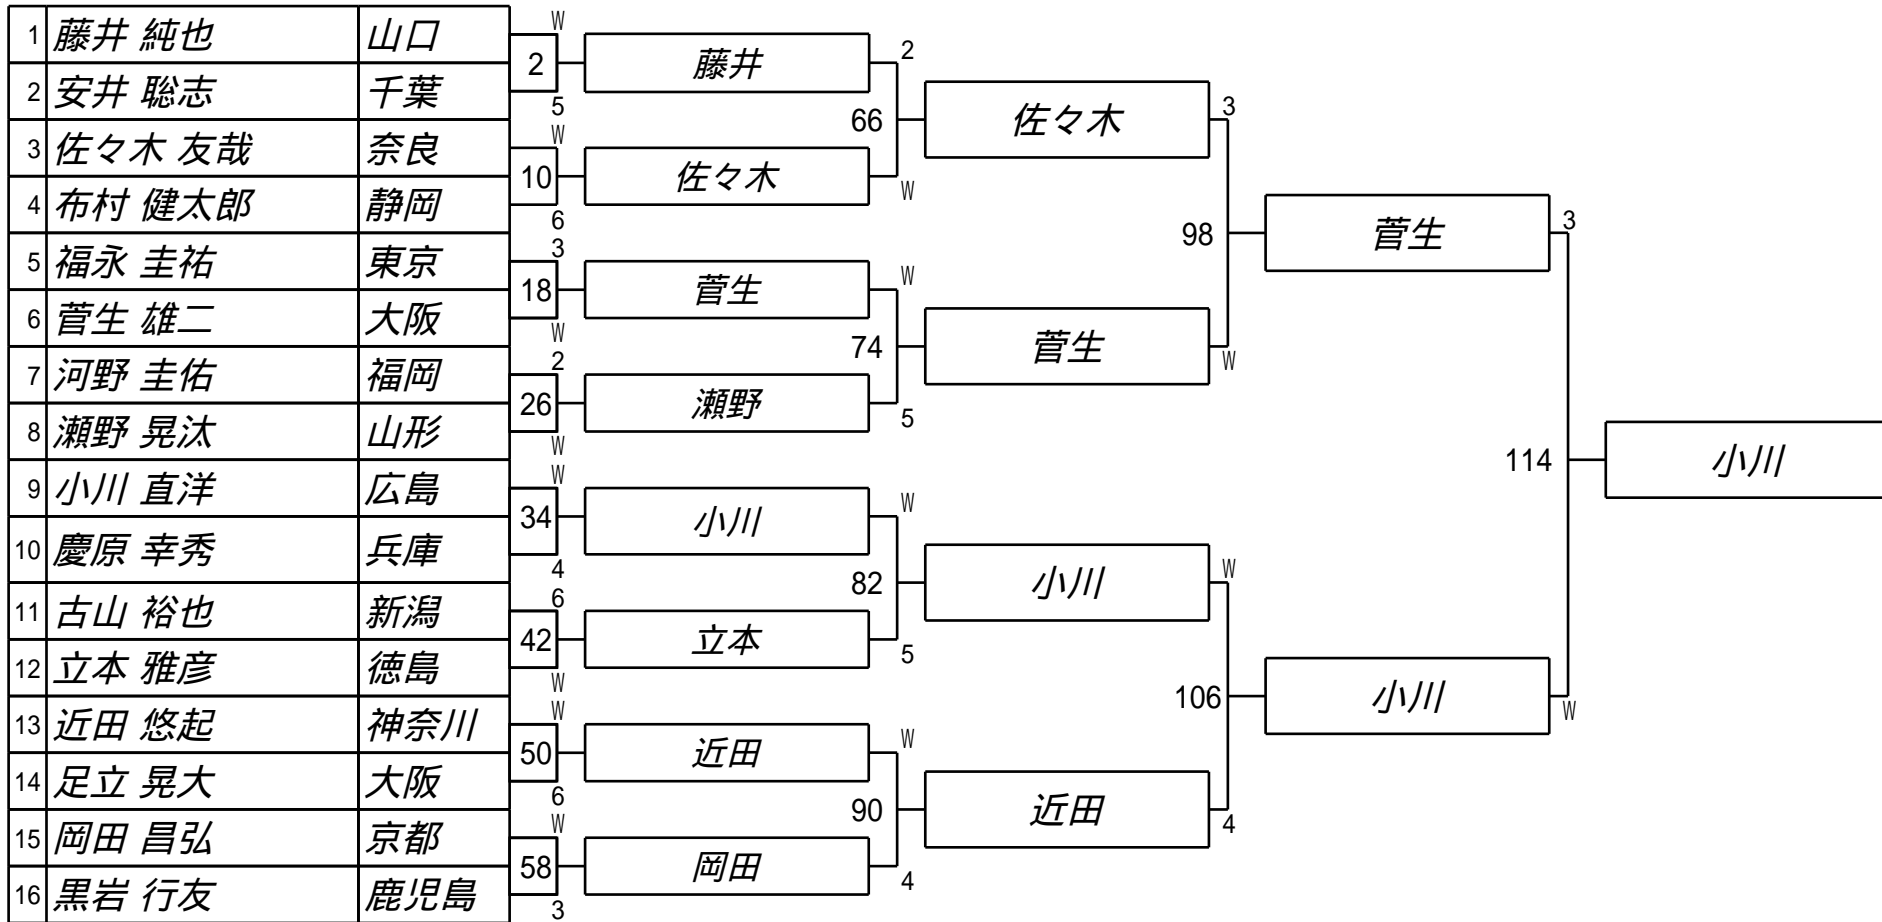 1 藤井 純也 山口
2 安井 聡志 千葉
3 佐々木 友哉 奈良
4 布村 健太郎 静岡
5 福永 圭祐 東京
6 菅生 雄二 大阪
7 河野 圭佑 福岡
8 瀬野 晃汰 山形
9 小川 直洋 広島
10 慶原 幸秀 兵庫
11 古山 裕也 新潟
12 立本 雅彦 徳島
13 近田 悠起 神奈川
14 足立 晃大 大阪
15 岡田 昌弘 京都
16 黒岩 行友 鹿児島
W
2
5
W
10
6
3
18
W
2
26
W
W
34
4
6
42
W
W
50
6
W
58
3
藤井 2
66
佐々木 W
菅生 W
74
瀬野 5
小川 W
82
立本 5
近田 W
90
岡田 4
佐々木 3
98
菅生 W
小川 W
106
近田 4
菅生 3
114
小川 W
小川